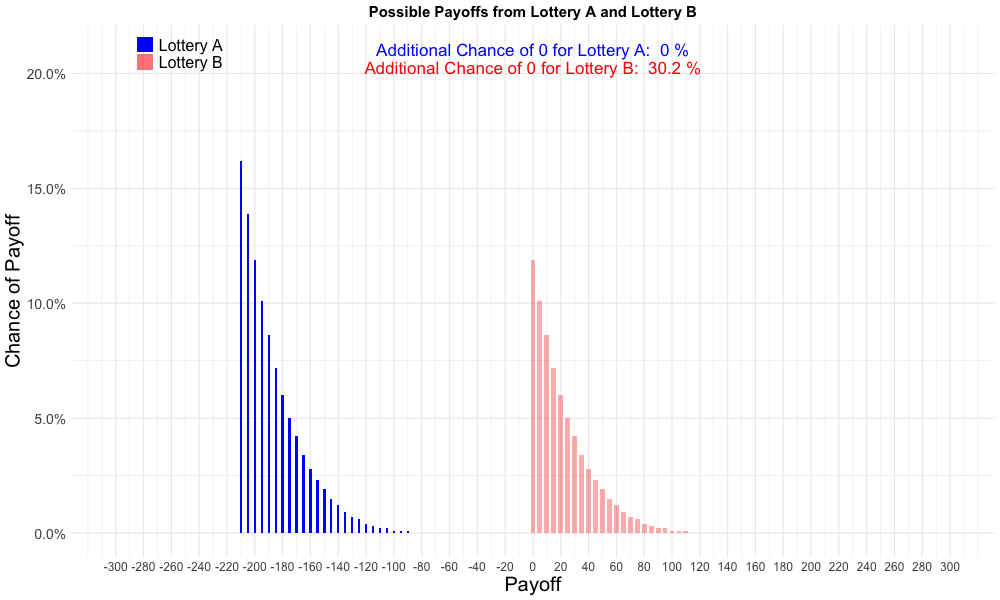 Possible Payoffs from Lottery A and Lottery B
Lottery A
Lottery B
Additional Chance of 0 for Lottery A:  0 %
Additional Chance of 0 for Lottery B:  30.2 %
Chance of Payoff
20.0%
15.0%
10.0%
5.0%
0.0%
-300 -280 -260 -240 -220 -200 -180 -160 -140 -120 -100 -80 -60 -40 -20 0 20 40 60 80 100 120 140 160 180 200 220 240 260 280 300
Payoff